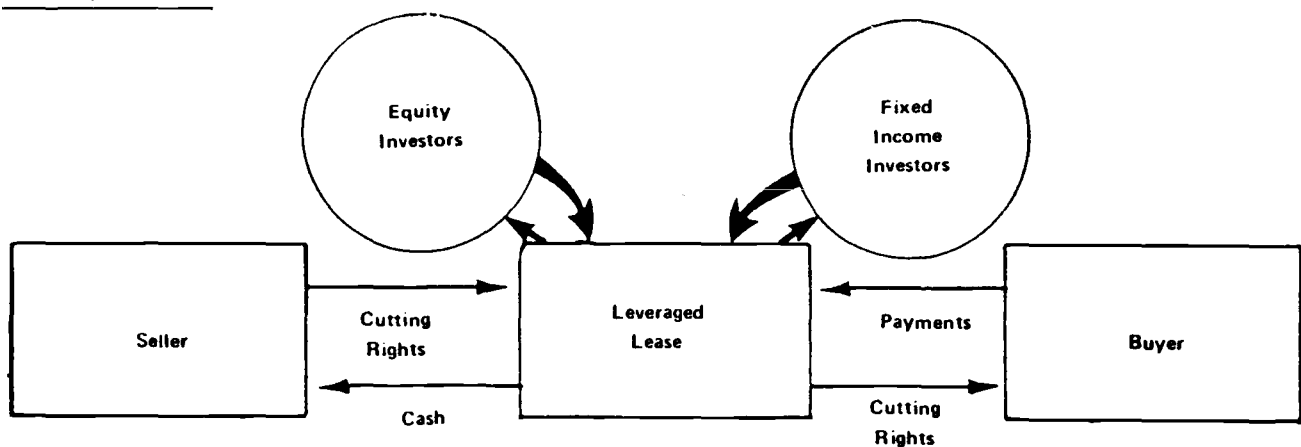 Equity
Investors
Fixed
Income
Investors
Seller
Cutting
Rights
Cash
Leveraged
Lease
Payments
Cutting
Rights
Buyer